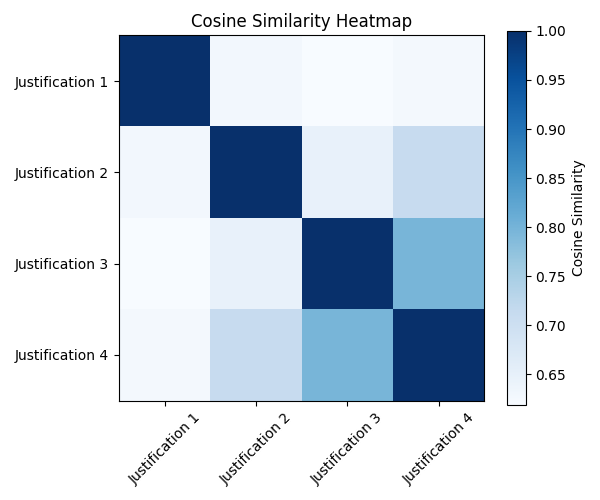 Cosine Similarity Heatmap
Justification 1
Justification 2
Justification 3
Justification 4
Justification 1
Justification 2
Justification 3
Justification 4
1.00
0.95
0.90
0.85
0.80
0.75
0.70
0.65
Cosine Similarity